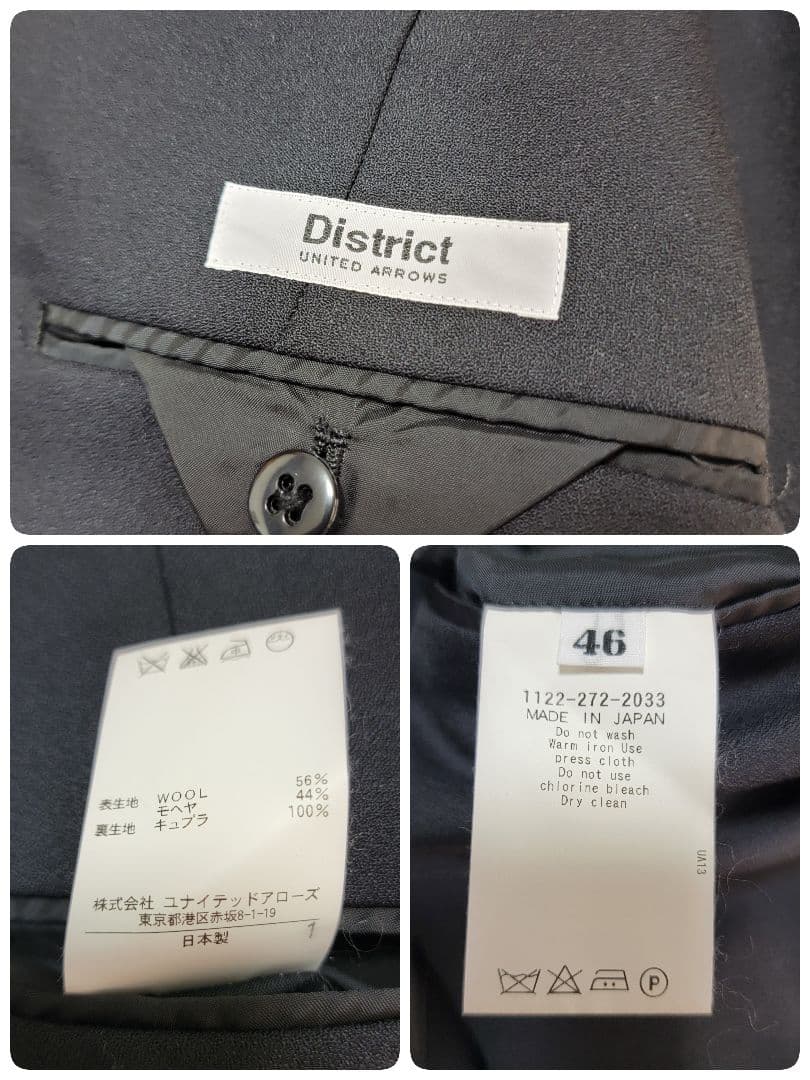 District
UNITED ARROWS
表生地 WOOL 56%
モヘヤ 44%
裏生地 キュプラ 100%
株式会社 ユナイテッドアローズ
東京都港区赤坂8-1-19
日本製 1
46
1122-272-2033
MADE IN JAPAN
Do not wash
Warm iron Use
press cloth
Do not use
chlorine bleach
Dry clean
UA13
P